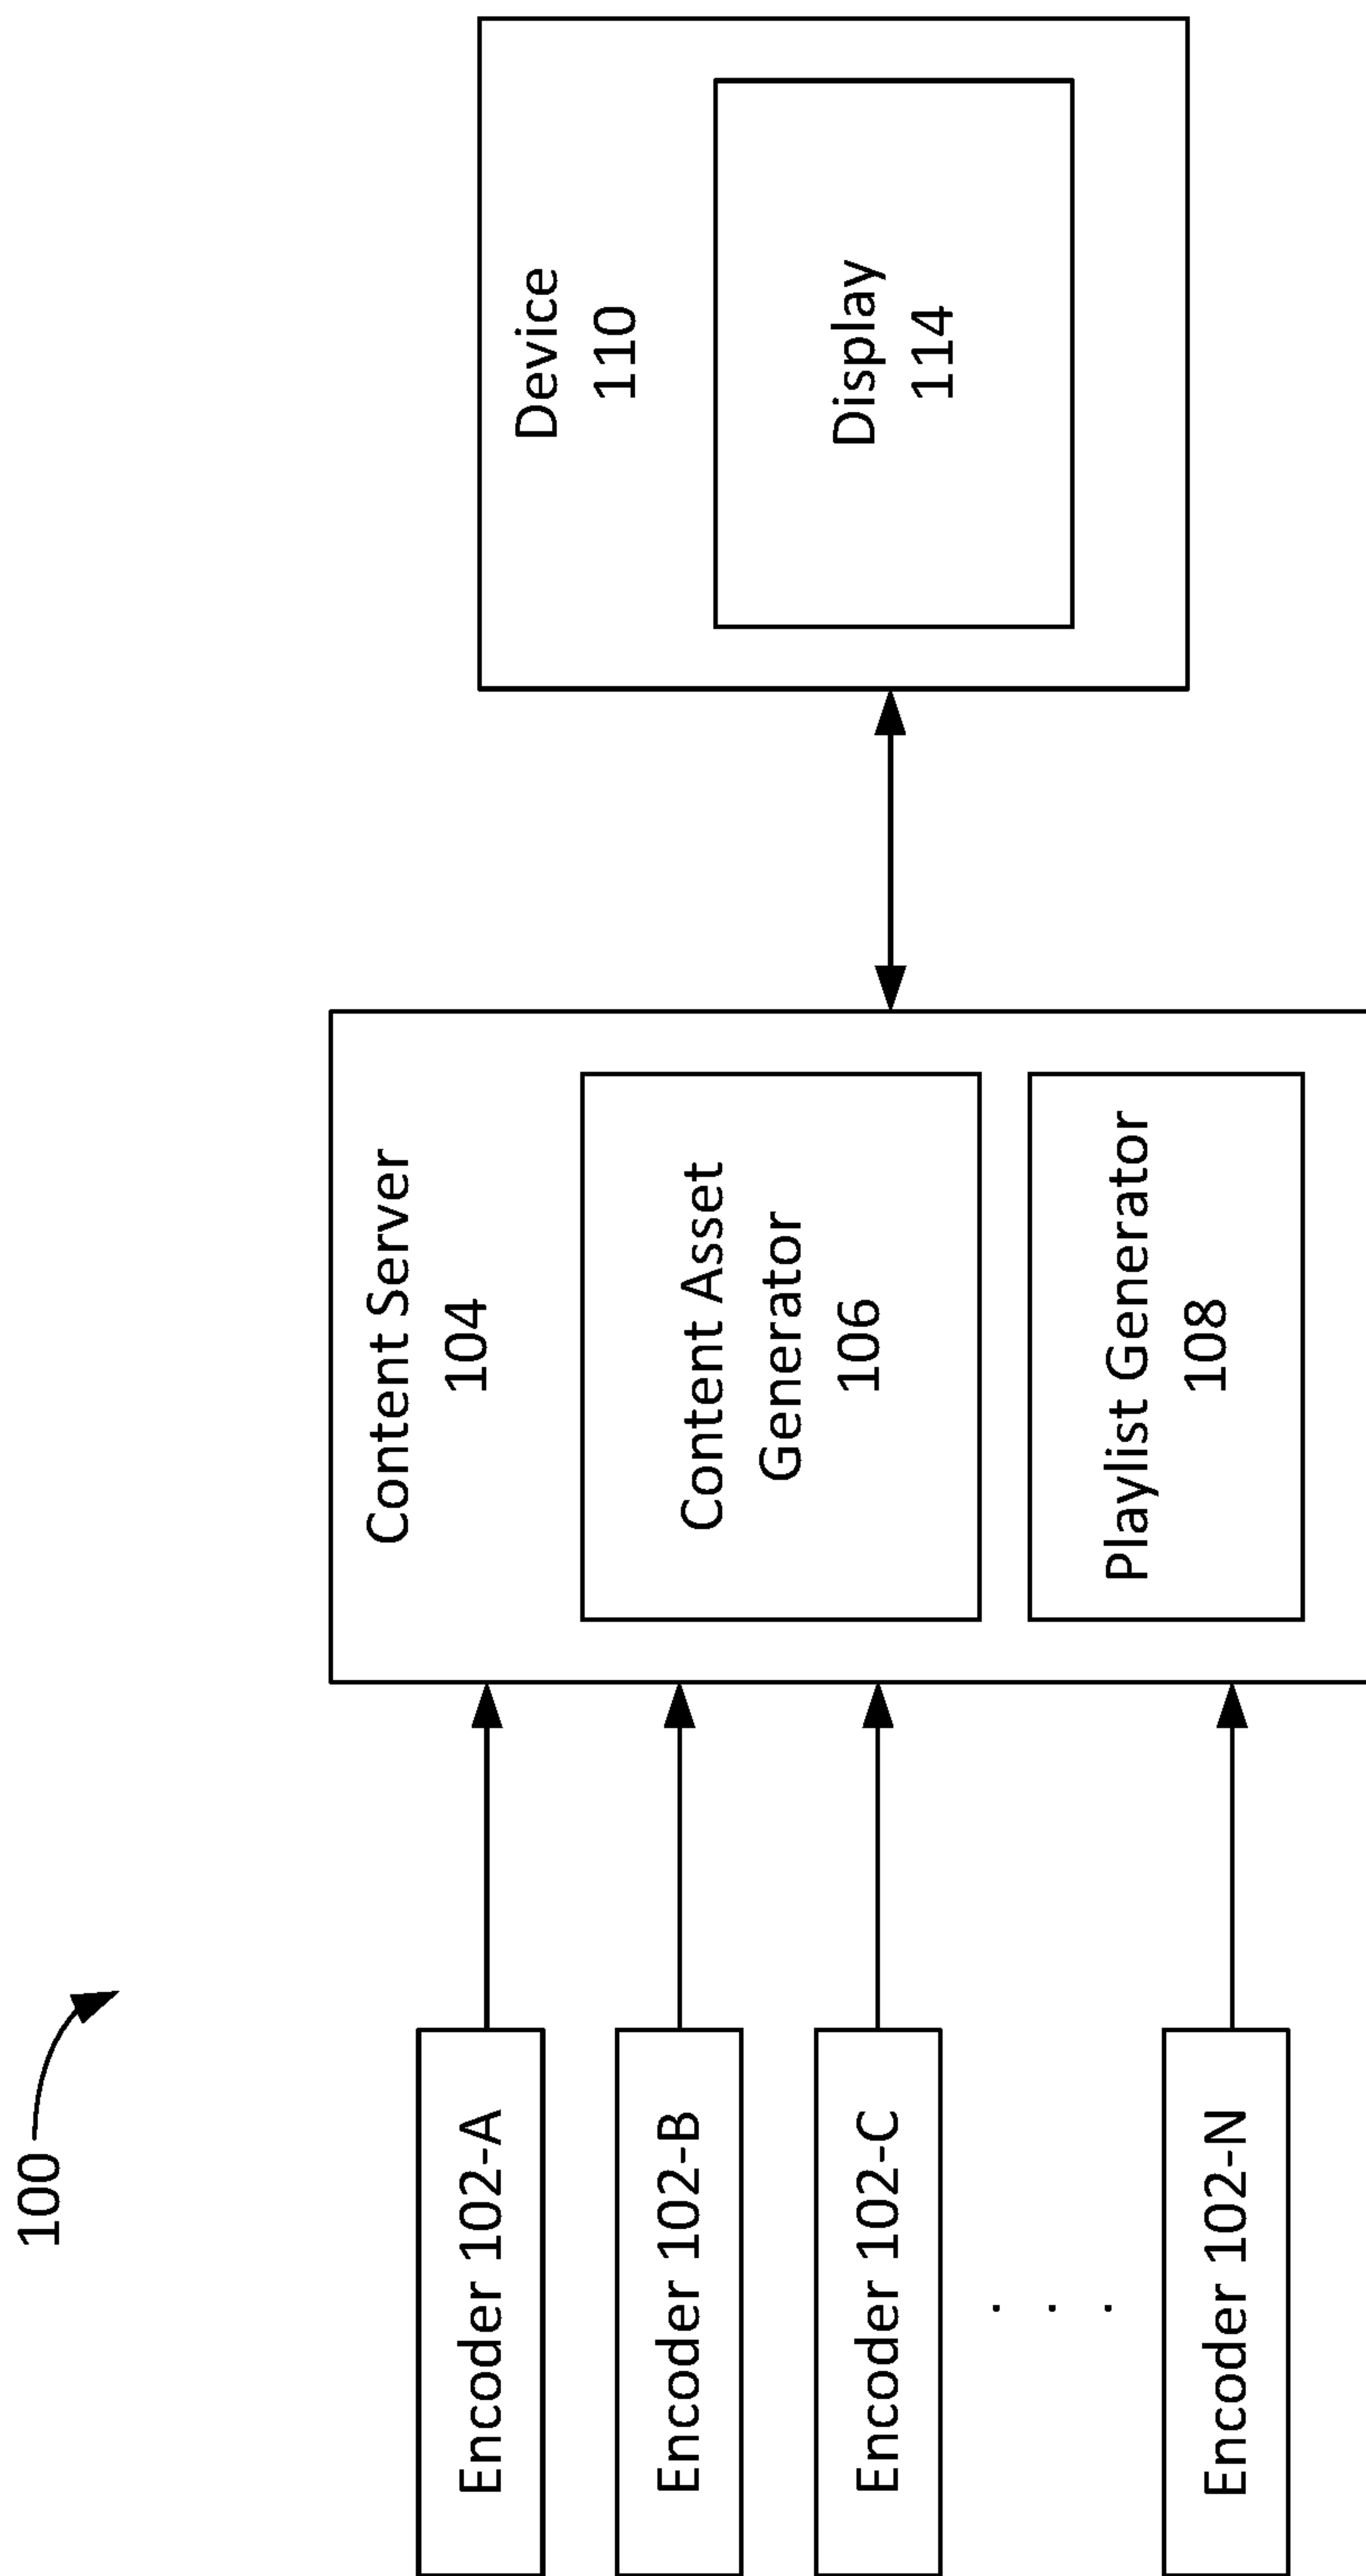 100
Encoder 102-A
Encoder 102-B
Encoder 102-C
. . .
Encoder 102-N
Content Server
104
Content Asset
Generator
106
Playlist Generator
108
Device
110
Display
114